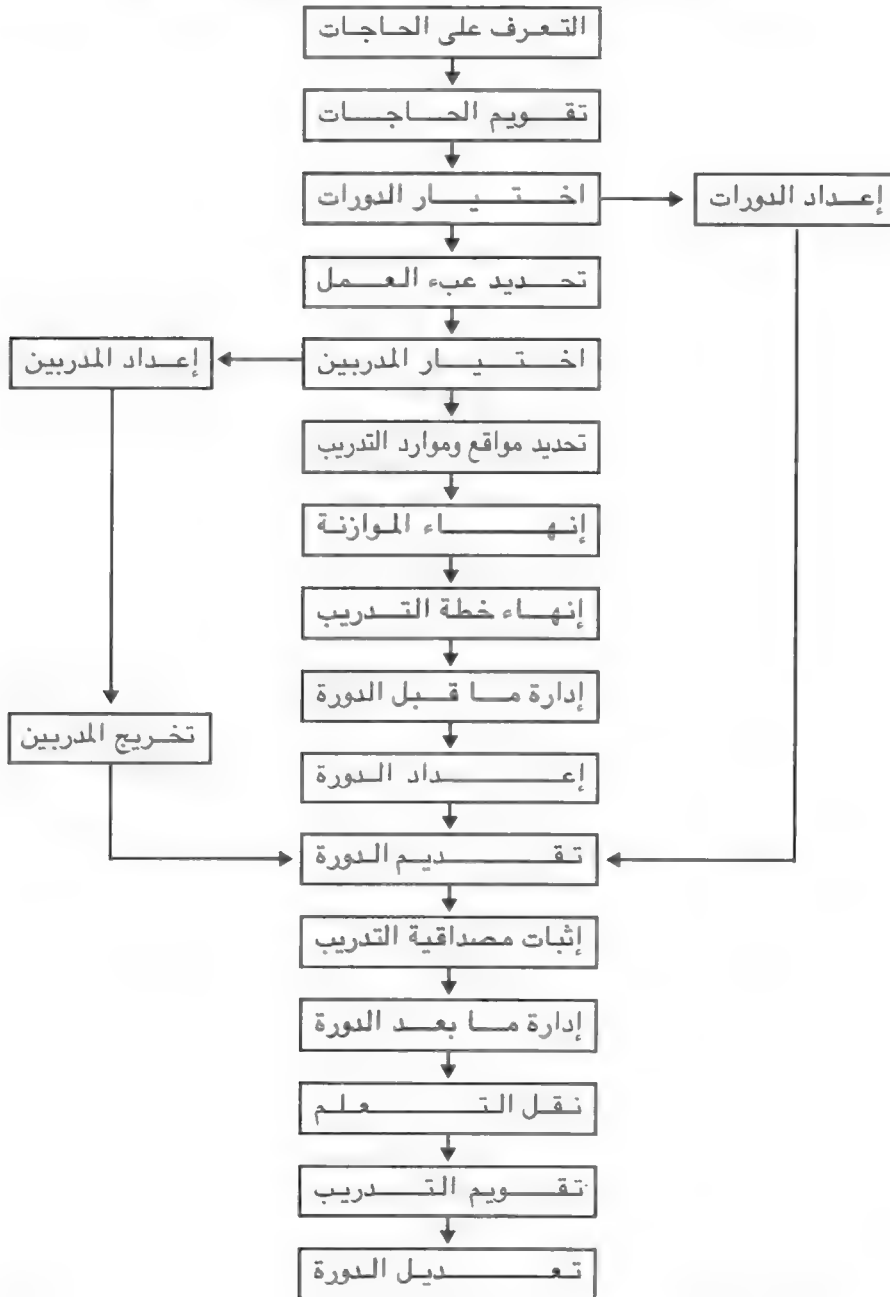 التعرف على الحاجات
تقويم الحاجات
اختيار الدورات
إعداد الدورات
تحديد عبء العمل
اختيار المدربين
إعداد المدربين
تحديد مواقع وموارد التدريب
إنهاء الموازنة
إنهاء خطة التدريب
إدارة ما قبل الدورة
تخريج المدربين
إعداد الدورة
تقديم الدورة
إثبات مصداقية التدريب
إدارة ما بعد الدورة
نقل التعلم
تقويم التدريب
تعديل الدورة